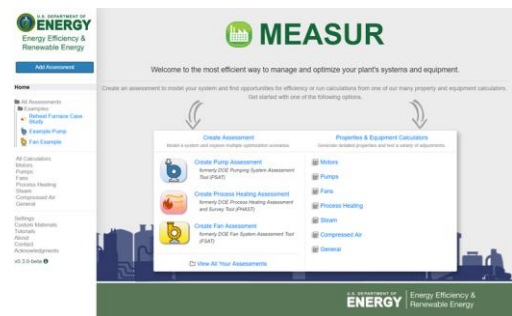 U.S. DEPARTMENT OF
ENERGY
Energy Efficiency &
Renewable Energy
Add Assessment
Home
All Assessments
Examples
Reheat Furnace Case
Study
Example Pump
Fan Example
All Calculators
Motors
Pumps
Fans
Process Heating
Steam
Compressed Air
General
Settings
Custom Materials
Tutorials
About
Contact
Acknowledgments
v0.3.0-beta
MEASUR
Welcome to the most efficient way to manage and optimize your plant's systems and equipment.
Create an assessment to model your system and find opportunities for efficiency or run calculations from one of our many property and equipment calculators.
Get started with one of the following options.
Create Assessment
Model a system and explore multiple optimization scenarios.
Create Pump Assessment
formerly DOE Pumping System Assessment
Tool (PSAT)
Create Process Heating Assessment
formerly DOE Process Heating Assessment
and Survey Tool (PHAST)
Create Fan Assessment
formerly DOE Fan System Assessment Tool
(FSAT)
View All Your Assessments
Properties & Equipment Calculators
Generate detailed properties and test a variety of adjustments.
Motors
Pumps
Fans
Process Heating
Steam
Compressed Air
General
U.S. DEPARTMENT OF
ENERGY
Energy Efficiency &
Renewable Energy